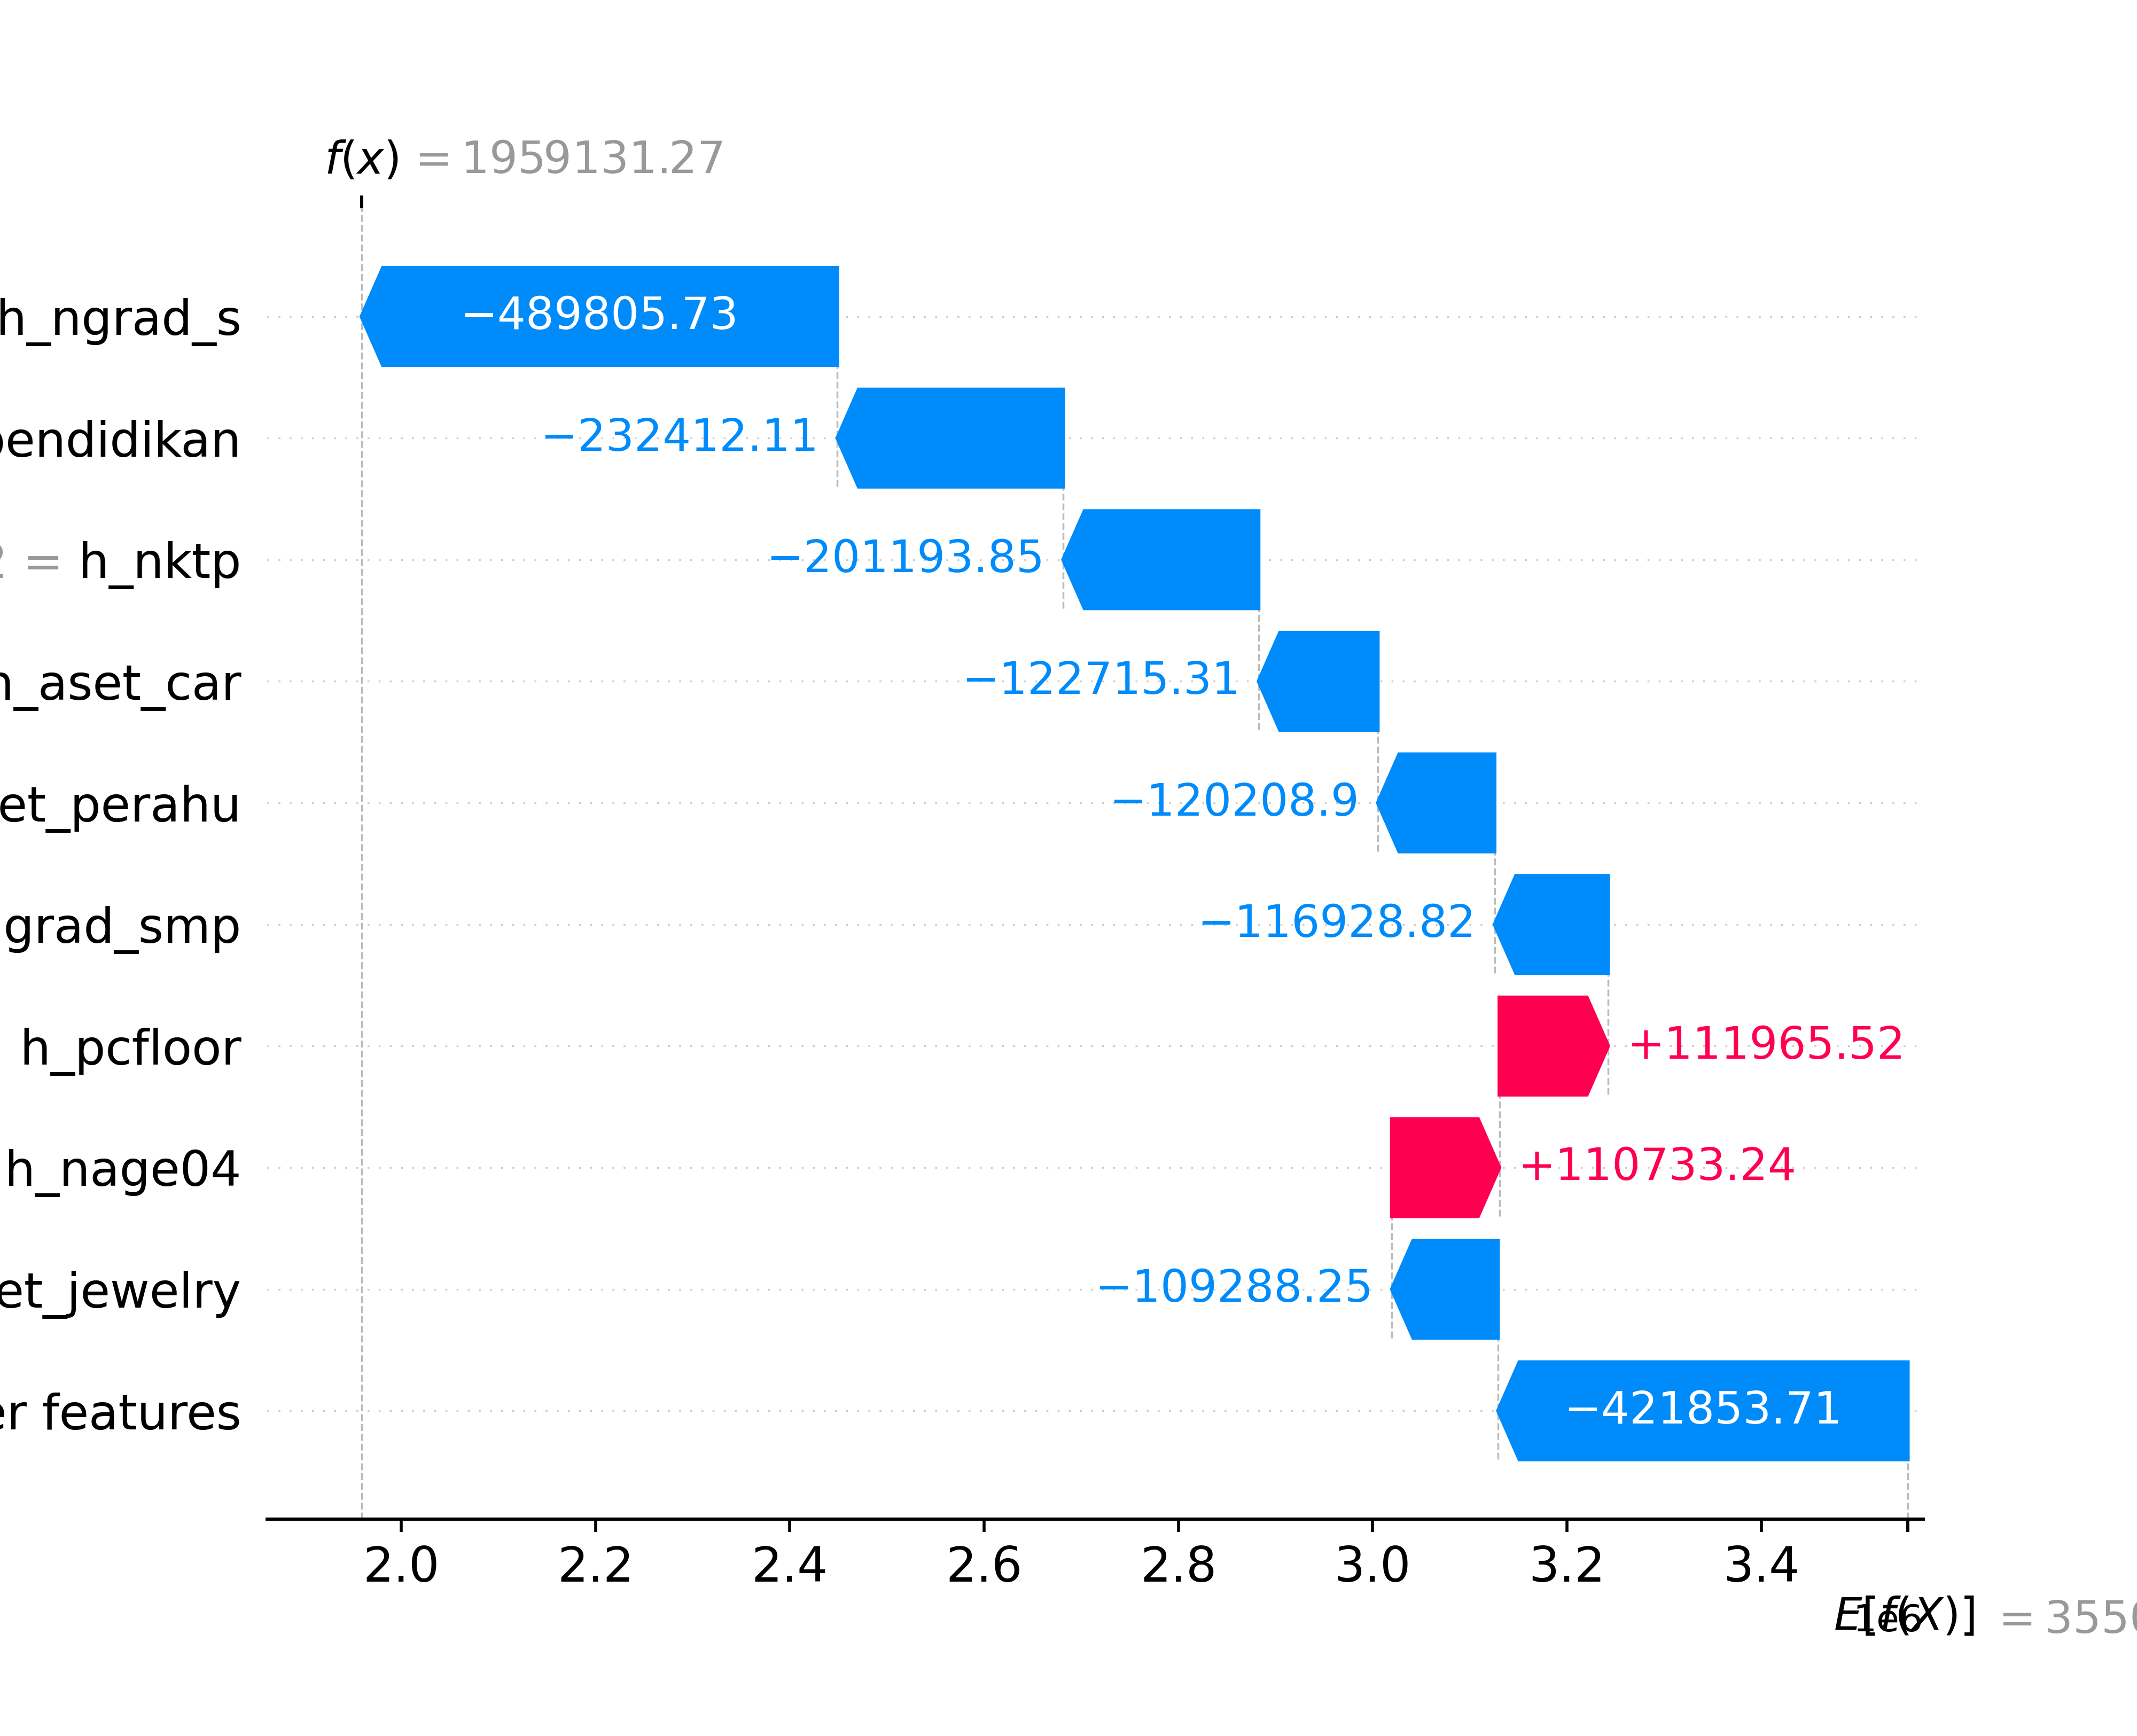 f(x) = 1959131.27
h_ngrad_s −489805.73
pendidikan −232412.11
= h_nktp −201193.85
h_aset_car −122715.31
et_perahu −120208.9
grad_smp −116928.82
h_pcfloor +111965.52
h_nage04 +110733.24
et_jewelry −109288.25
er features −421853.71
2.0 2.2 2.4 2.6 2.8 3.0 3.2 3.4
1e6
E[f(X)] = 3550